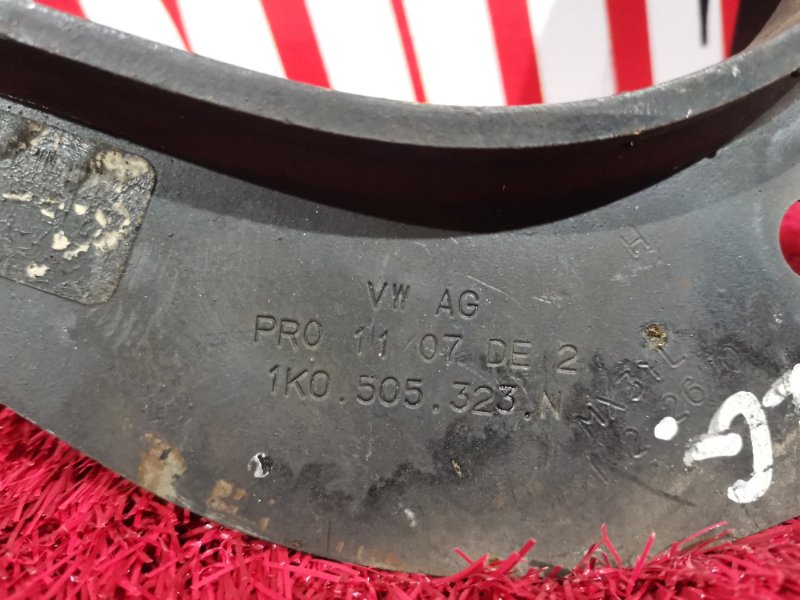 VW AG
PRO 11 07 DE 2
1K0.505.323.N